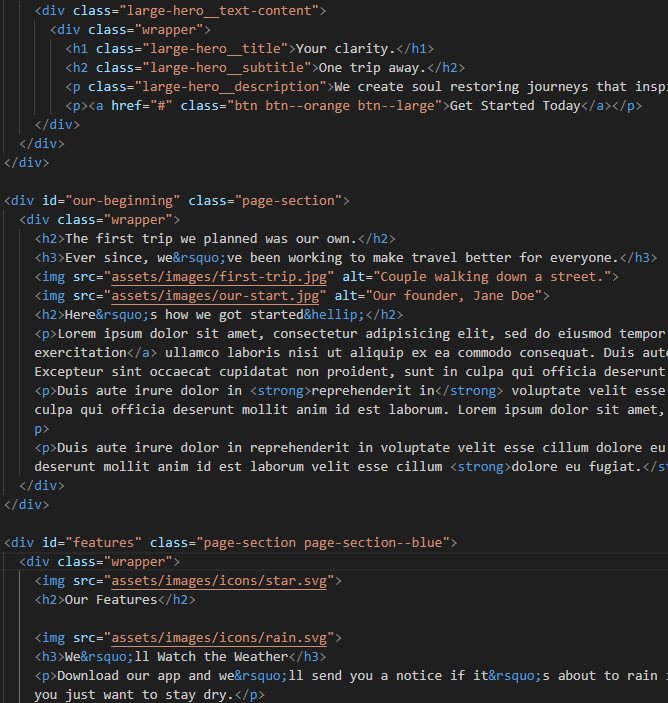 <div class="large-hero__text-content">
<div class="wrapper">
<h1 class="large-hero__title">Your clarity.</h1>
<h2 class="large-hero__subtitle">One trip away.</h2>
<p class="large-hero__description">We create soul restoring journeys that inspi
<p><a href="#" class="btn btn--orange btn--large">Get Started Today</a></p>
</div>
</div>
</div>
<div id="our-beginning" class="page-section">
<div class="wrapper">
<h2>The first trip we planned was our own.</h2>
<h3>Ever since, we&rsquo;ve been working to make travel better for everyone.</h3>
<img src="assets/images/first-trip.jpg" alt="Couple walking down a street.">
<img src="assets/images/our-start.jpg" alt="Our founder, Jane Doe">
<h2>Here&rsquo;s how we got started&hellip;</h2>
<p>Lorem ipsum dolor sit amet, consectetur adipisicing elit, sed do eiusmod tempor
exercitation</a> ullamco laboris nisi ut aliquip ex ea commodo consequat. Duis aute
Excepteur sint occaecat cupidatat non proident, sunt in culpa qui officia deserunt
<p>Duis aute irure dolor in <strong>reprehenderit in</strong> voluptate velit esse
culpa qui officia deserunt mollit anim id est laborum. Lorem ipsum dolor sit amet,
p>
<p>Duis aute irure dolor in reprehenderit in voluptate velit esse cillum dolore eu
deserunt mollit anim id est laborum velit esse cillum <strong>dolore eu fugiat.</s
</div>
</div>
<div id="features" class="page-section page-section--blue">
<div class="wrapper">
<img src="assets/images/icons/star.svg">
<h2>Our Features</h2>
<img src="assets/images/icons/rain.svg">
<h3>We&rsquo;ll Watch the Weather</h3>
<p>Download our app and we&rsquo;ll send you a notice if it&rsquo;s about to rain
you just want to stay dry.</p>